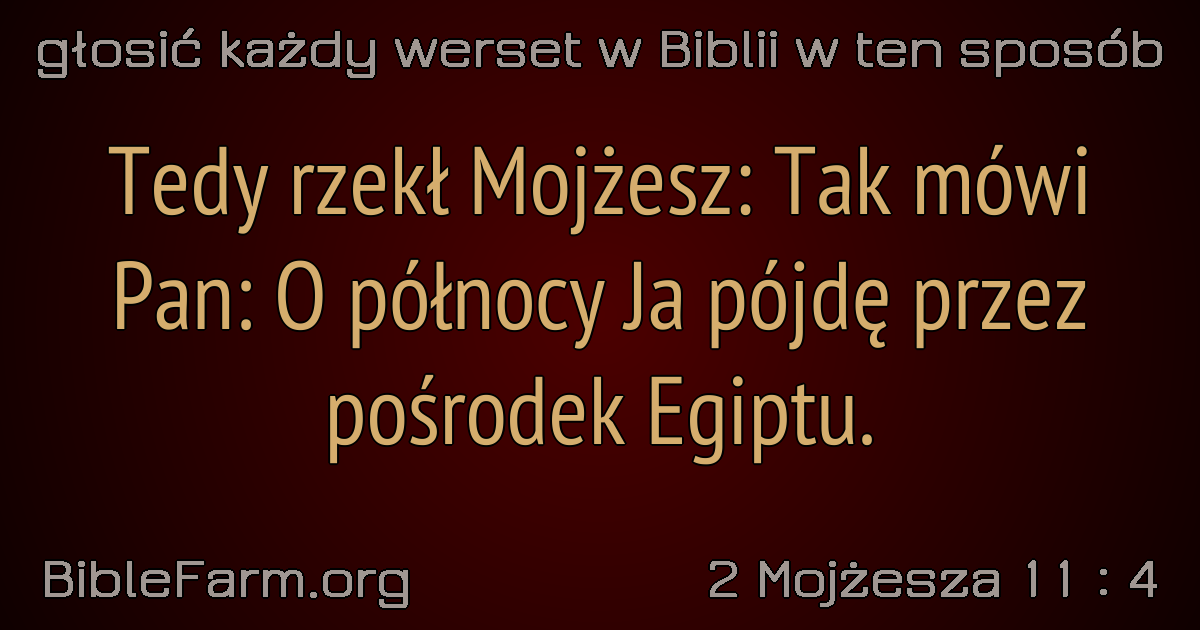 głosić każdy werset w Biblii w ten sposób
Tedy rzekł Mojżesz: Tak mówi
Pan: O północy Ja pójdę przez
pośrodek Egiptu.
BibleFarm.org
2 Mojżesza 11 : 4